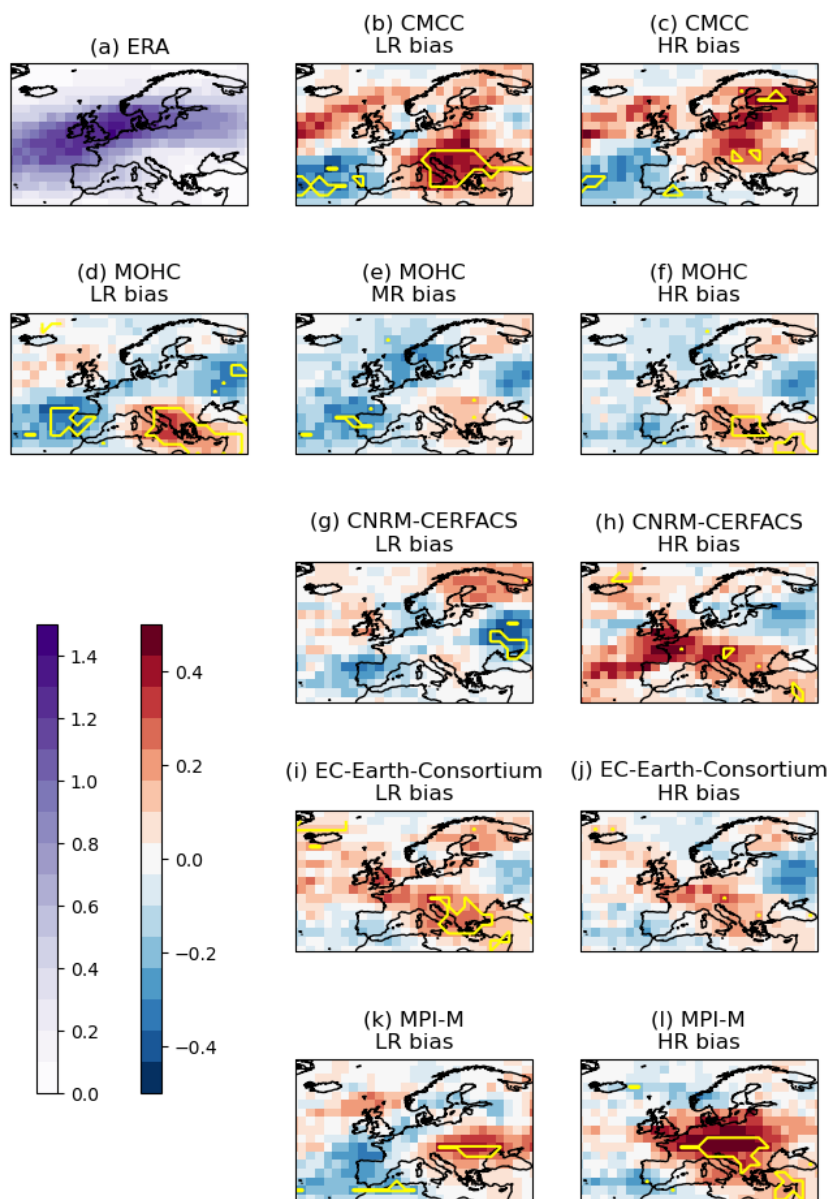 (a) ERA
(b) CMCC
LR bias
(c) CMCC
HR bias
(d) MOHC
LR bias
(e) MOHC
MR bias
(f) MOHC
HR bias
(g) CNRM-CERFACS
LR bias
(h) CNRM-CERFACS
HR bias
1.4
1.2
1.0
0.8
0.6
0.4
0.2
0.0
0.4
0.2
0.0
−0.2
−0.4
(i) EC-Earth-Consortium
LR bias
(j) EC-Earth-Consortium
HR bias
(k) MPI-M
LR bias
(l) MPI-M
HR bias